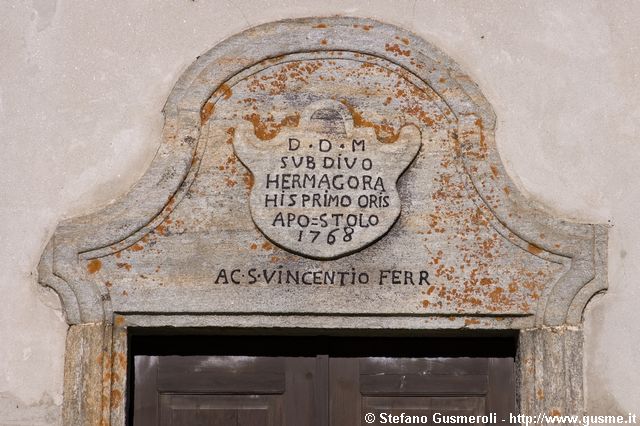 D·D·M
SVB DIVO
HERMAGORA
HIS PRIMO ORIS
APO=STOLO
1768
AC·S·VINCENTIO FERR
© Stefano Gusmeroli - http://www.gusme.it